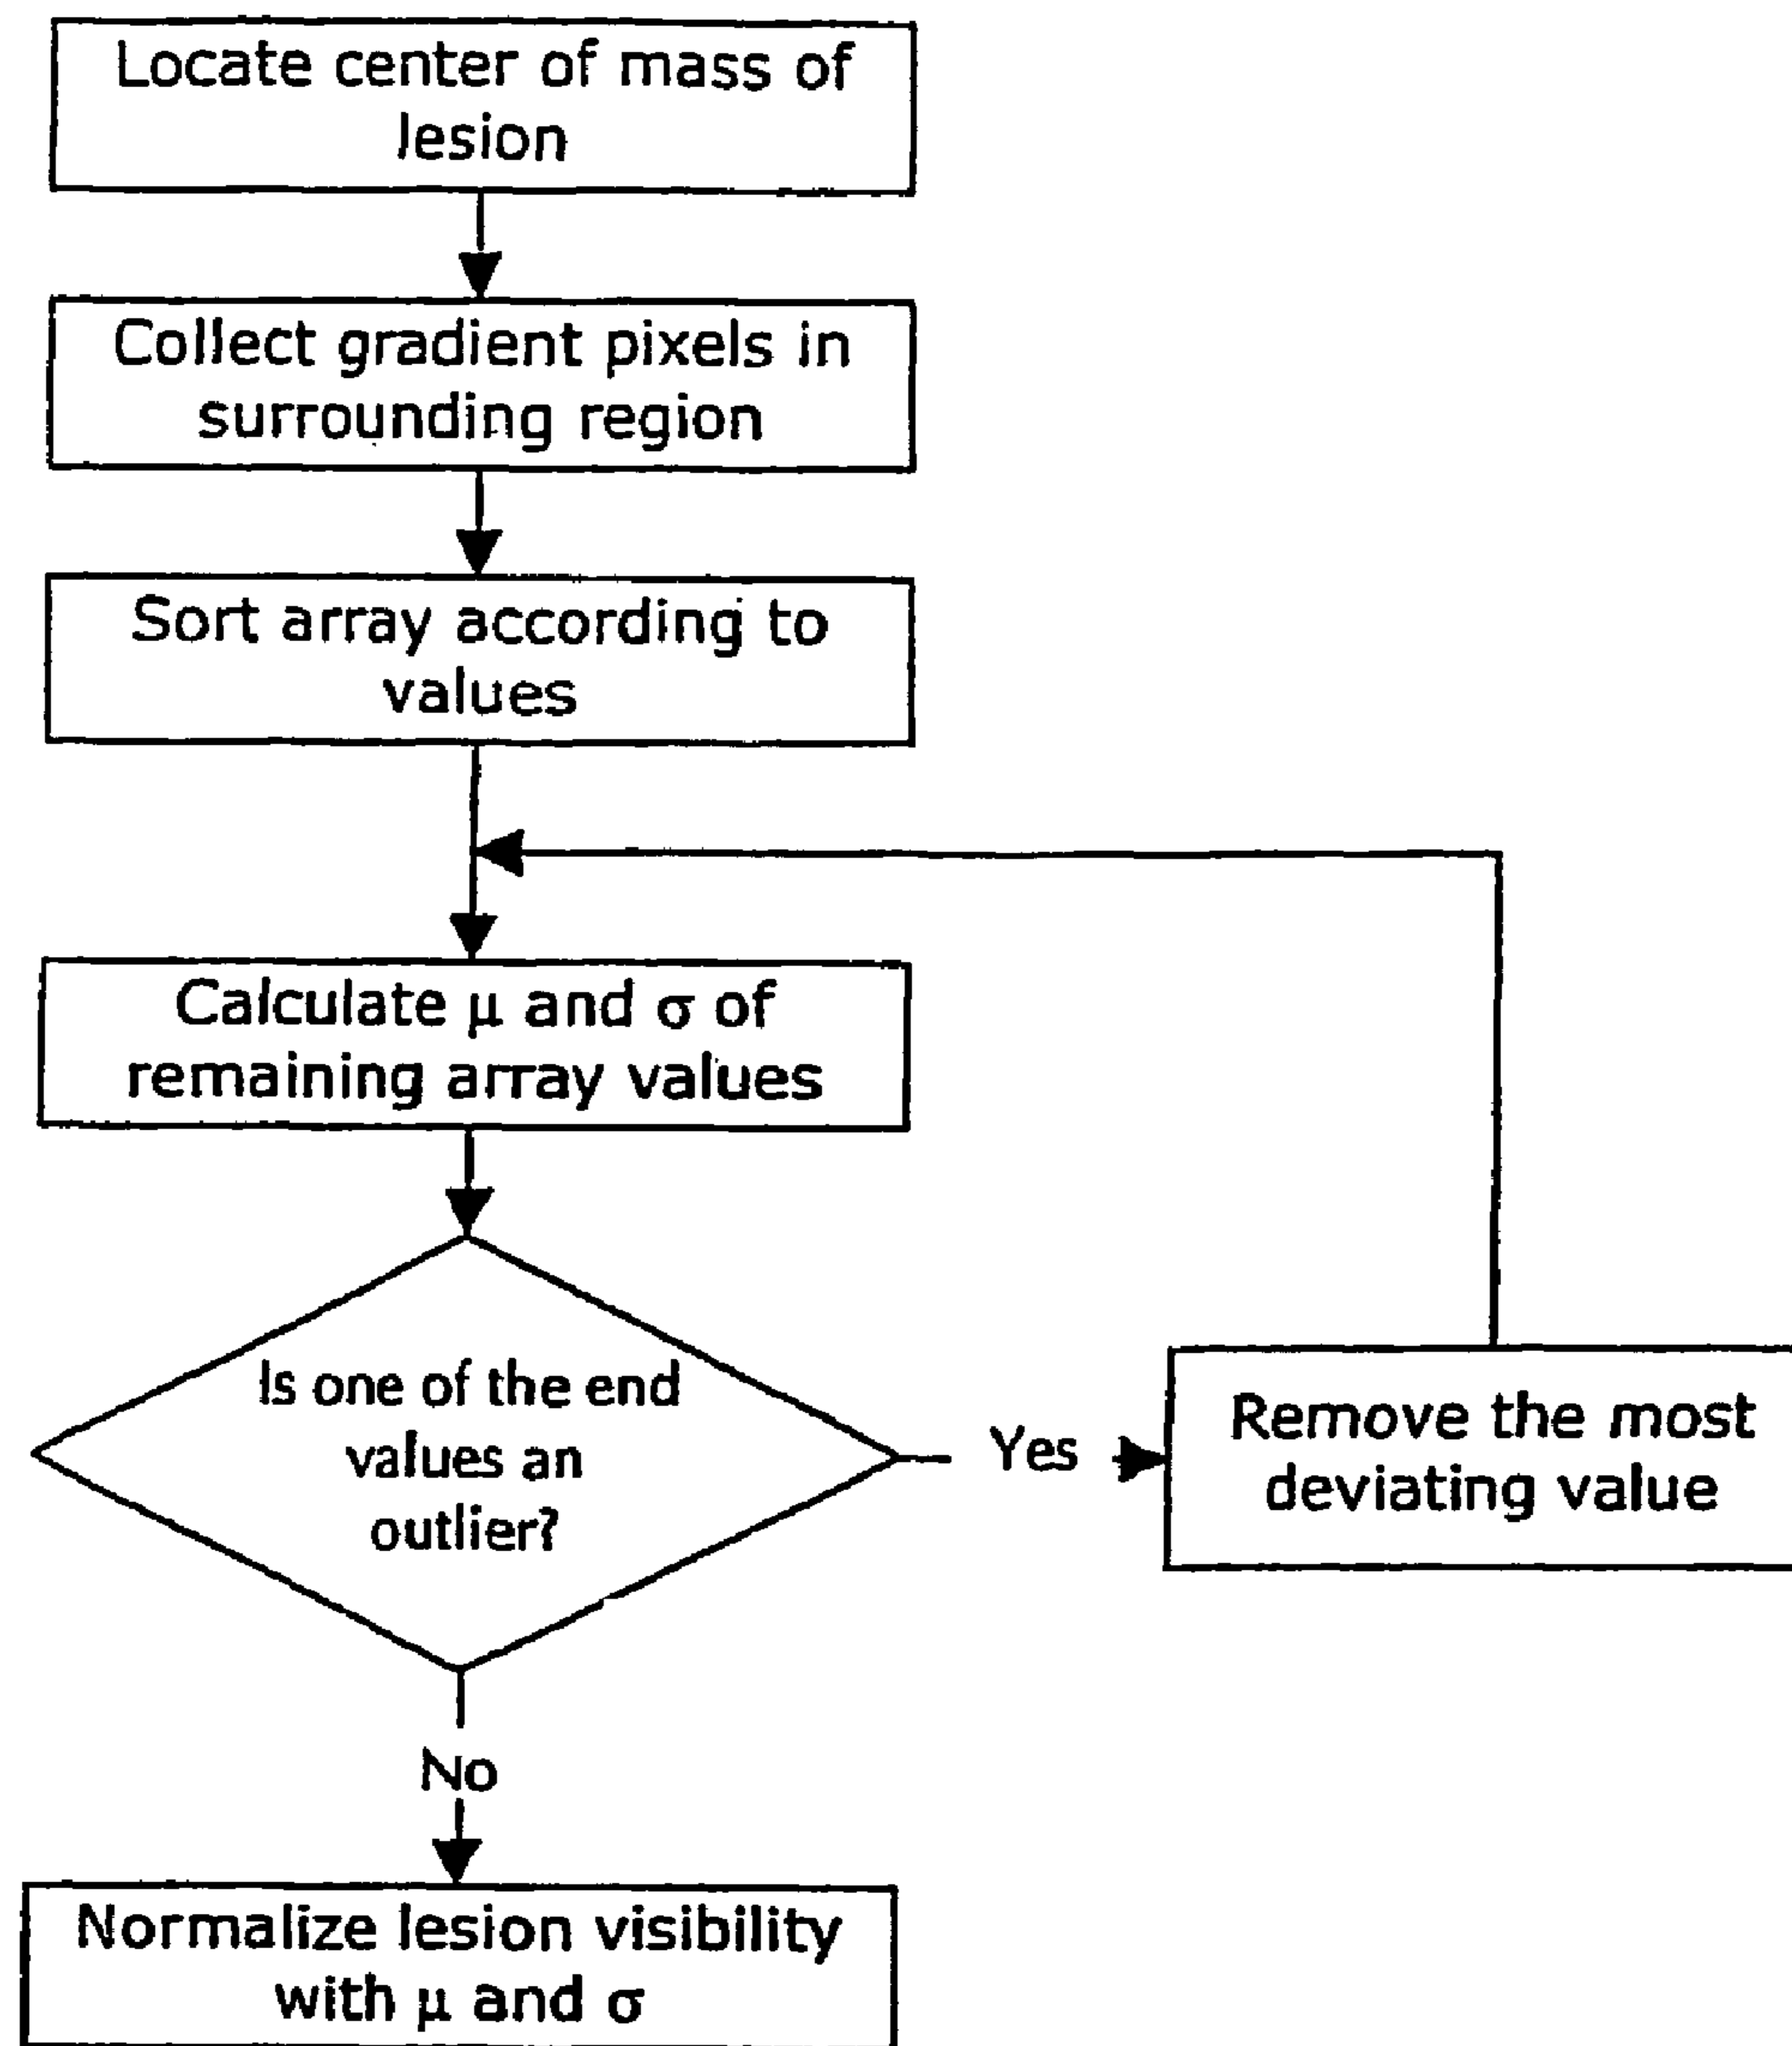 Locate center of mass of
lesion
Collect gradient pixels in
surrounding region
Sort array according to
values
Calculate μ and σ of
remaining array values
Is one of the end
values an
outlier?
Yes
Remove the most
deviating value
No
Normalize lesion visibility
with μ and σ